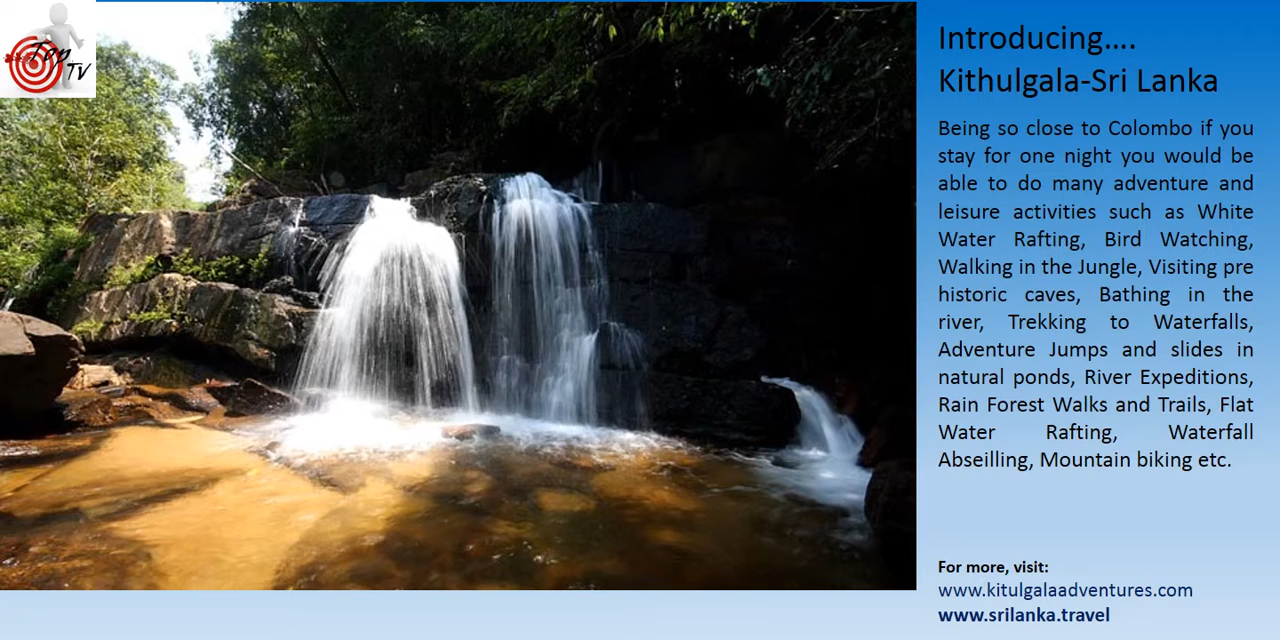 Top
TV
Introducing....
Kithulgala-Sri Lanka
Being so close to Colombo if you
stay for one night you would be
able to do many adventure and
leisure activities such as White
Water Rafting, Bird Watching,
Walking in the Jungle, Visiting pre
historic caves, Bathing in the
river, Trekking to Waterfalls,
Adventure Jumps and slides in
natural ponds, River Expeditions,
Rain Forest Walks and Trails, Flat
Water Rafting, Waterfall
Abseilling, Mountain biking etc.
For more, visit:
www.kitulgalaadventures.com
www.srilanka.travel